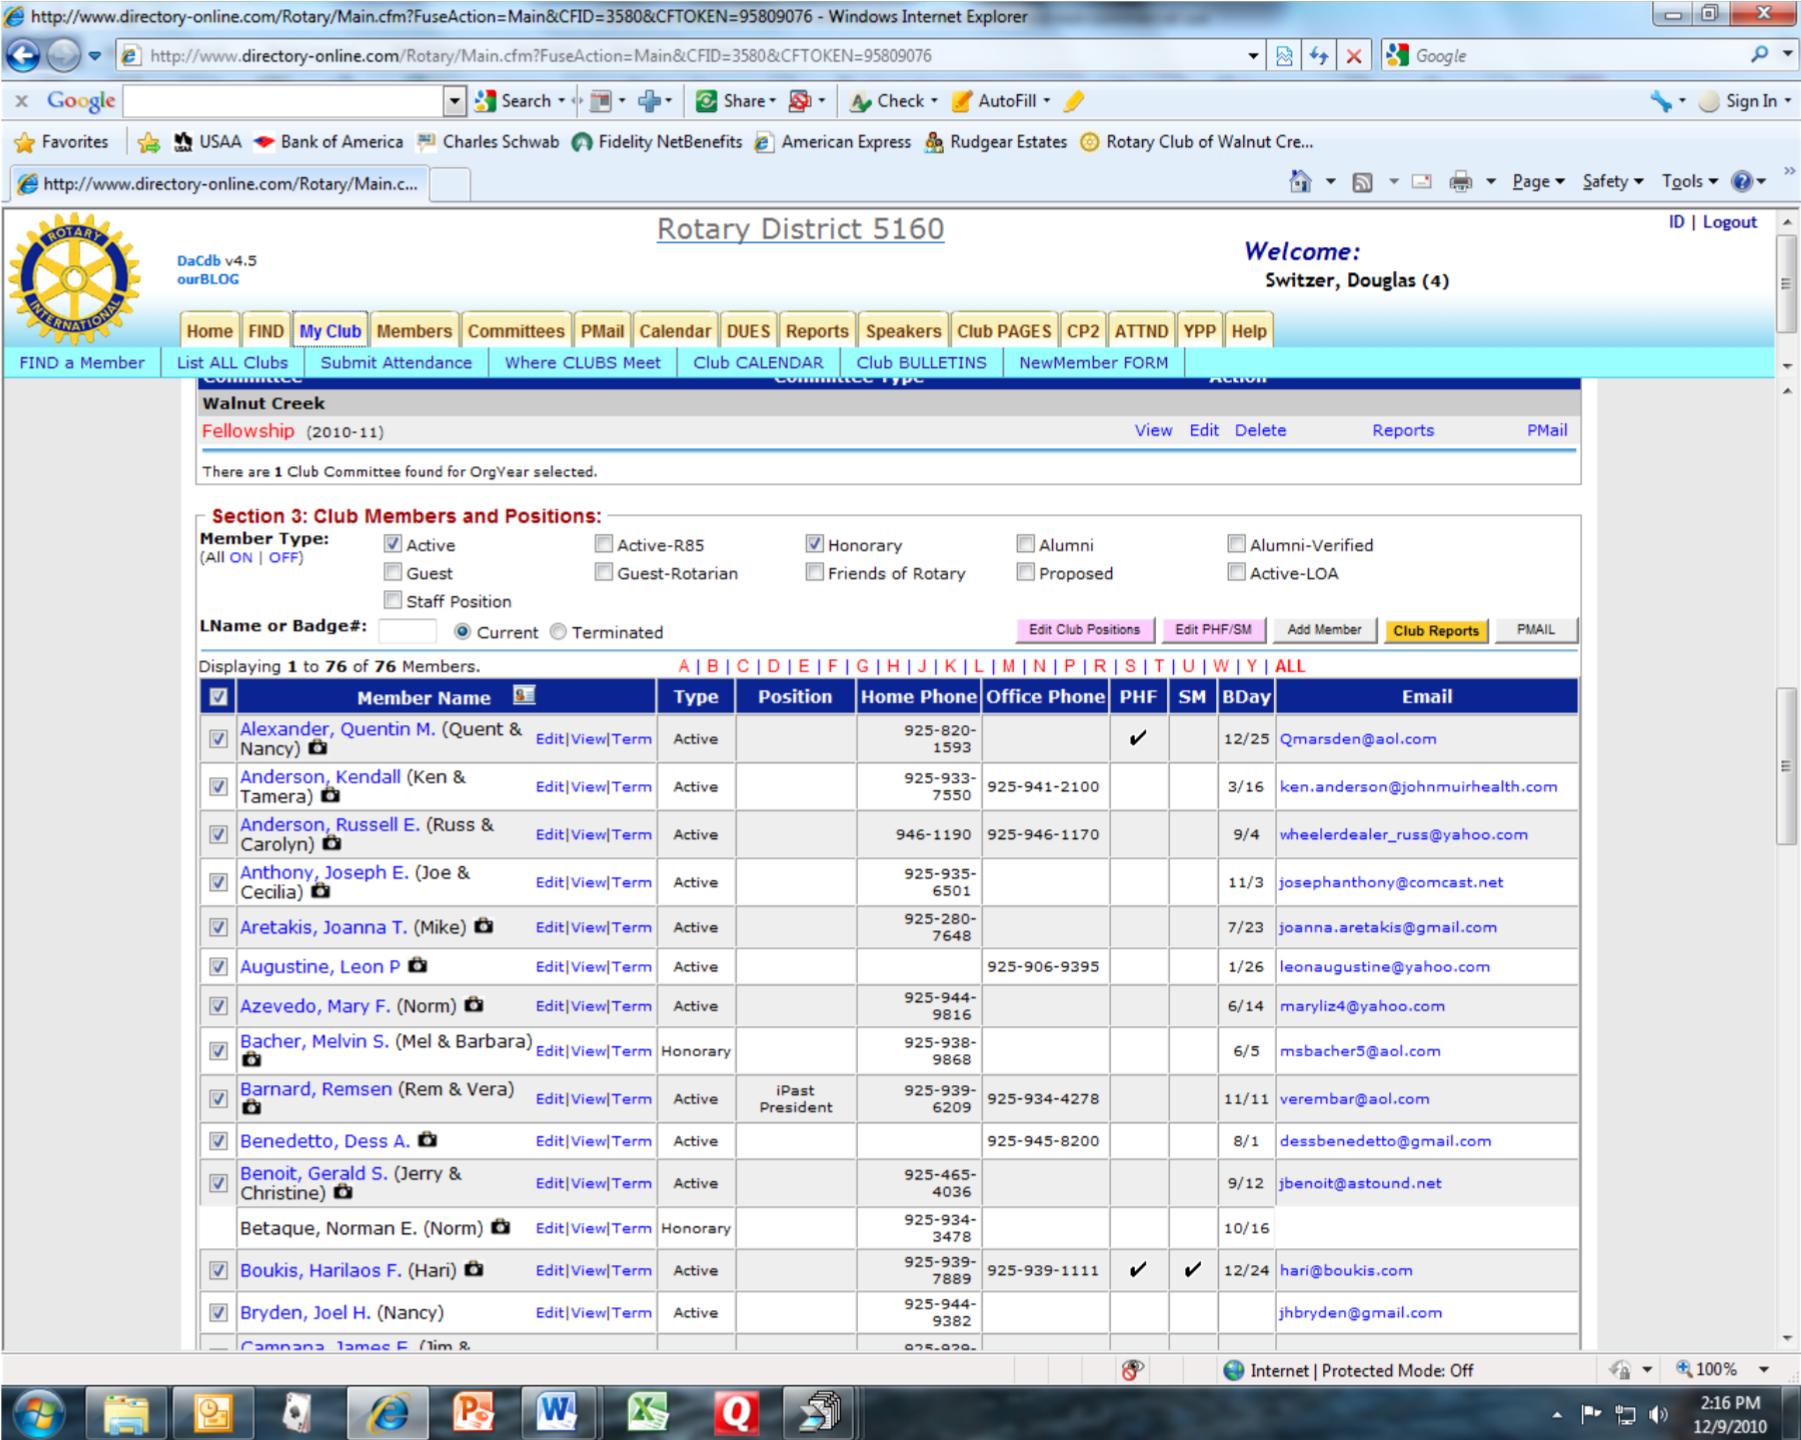 http://www.directory-online.com/Rotary/Main.cfm?FuseAction=Main&CFID=3580&CFTOKEN=95809076 - Windows Internet Explorer
http://www.directory-online.com/Rotary/Main.cfm?FuseAction=Main&CFID=3580&CFTOKEN=95809076 Google
x Google Search Share Check AutoFill Sign In
Favorites USAA Bank of America Charles Schwab Fidelity NetBenefits American Express Rudgear Estates Rotary Club of Walnut Cre...
http://www.directory-online.com/Rotary/Main.c... Page Safety Tools
Rotary District 5160 ID | Logout
ROTARY INTERNATIONAL
DaCdb v4.5
ourBLOG
Welcome:
Switzer, Douglas (4)
Home FIND My Club Members Committees PMail Calendar DUES Reports Speakers Club PAGES CP2 ATTND YPP Help
FIND a Member List ALL Clubs Submit Attendance Where CLUBS Meet Club CALENDAR Club BULLETINS NewMember FORM
Committee Committee Type Action
Walnut Creek
Fellowship (2010-11) View Edit Delete Reports PMail
There are 1 Club Committee found for OrgYear selected.
Section 3: Club Members and Positions:
Member Type: Active Active-R85 Honorary Alumni Alumni-Verified
(All ON | OFF) Guest Guest-Rotarian Friends of Rotary Proposed Active-LOA
Staff Position
LName or Badge#: Current Terminated Edit Club Positions Edit PHF/SM Add Member Club Reports PMAIL
Displaying 1 to 76 of 76 Members. A | B | C | D | E | F | G | H | J | K | L | M | N | P | R | S | T | U | W | Y | ALL
Member Name Type Position Home Phone Office Phone PHF SM BDay Email
Alexander, Quentin M. (Quent & Nancy) Edit|View|Term Active 925-820-1593 ✔ 12/25 Qmarsden@aol.com
Anderson, Kendall (Ken & Tamera) Edit|View|Term Active 925-933-7550 925-941-2100 3/16 ken.anderson@johnmuirhealth.com
Anderson, Russell E. (Russ & Carolyn) Edit|View|Term Active 946-1190 925-946-1170 9/4 wheelerdealer_russ@yahoo.com
Anthony, Joseph E. (Joe & Cecilia) Edit|View|Term Active 925-935-6501 11/3 josephanthony@comcast.net
Aretakis, Joanna T. (Mike) Edit|View|Term Active 925-280-7648 7/23 joanna.aretakis@gmail.com
Augustine, Leon P Edit|View|Term Active 925-906-9395 1/26 leonaugustine@yahoo.com
Azevedo, Mary F. (Norm) Edit|View|Term Active 925-944-9816 6/14 maryliz4@yahoo.com
Bacher, Melvin S. (Mel & Barbara) Edit|View|Term Honorary 925-938-9868 6/5 msbacher5@aol.com
Barnard, Remsen (Rem & Vera) Edit|View|Term Active iPast President 925-939-6209 925-934-4278 11/11 verembar@aol.com
Benedetto, Dess A. Edit|View|Term Active 925-945-8200 8/1 dessbenedetto@gmail.com
Benoit, Gerald S. (Jerry & Christine) Edit|View|Term Active 925-465-4036 9/12 jbenoit@astound.net
Betaque, Norman E. (Norm) Edit|View|Term Honorary 925-934-3478 10/16
Boukis, Harilaos F. (Hari) Edit|View|Term Active 925-939-7889 925-939-1111 ✔ ✔ 12/24 hari@boukis.com
Bryden, Joel H. (Nancy) Edit|View|Term Active 925-944-9382 jhbryden@gmail.com
Campana, James F. (Jim & 925-939-
Internet | Protected Mode: Off 100%
2:16 PM
12/9/2010